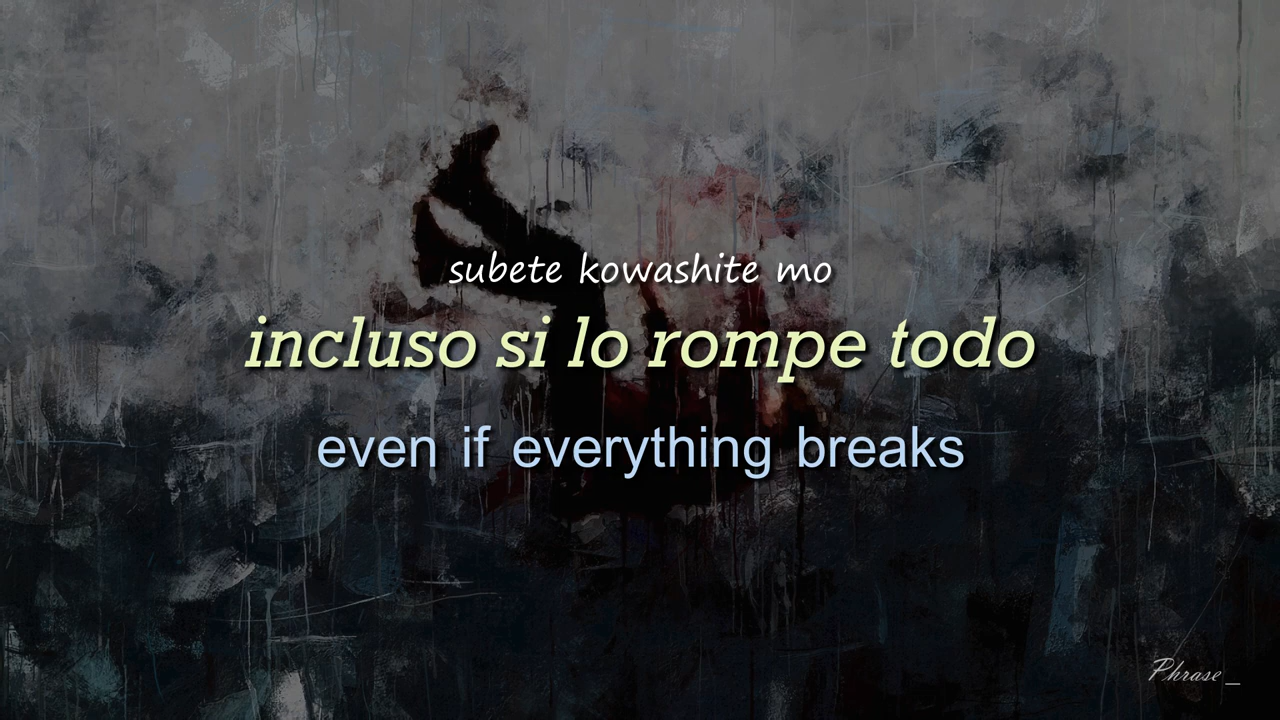 subete kowashite mo
incluso si lo rompe todo
even if everything breaks
Phrase_